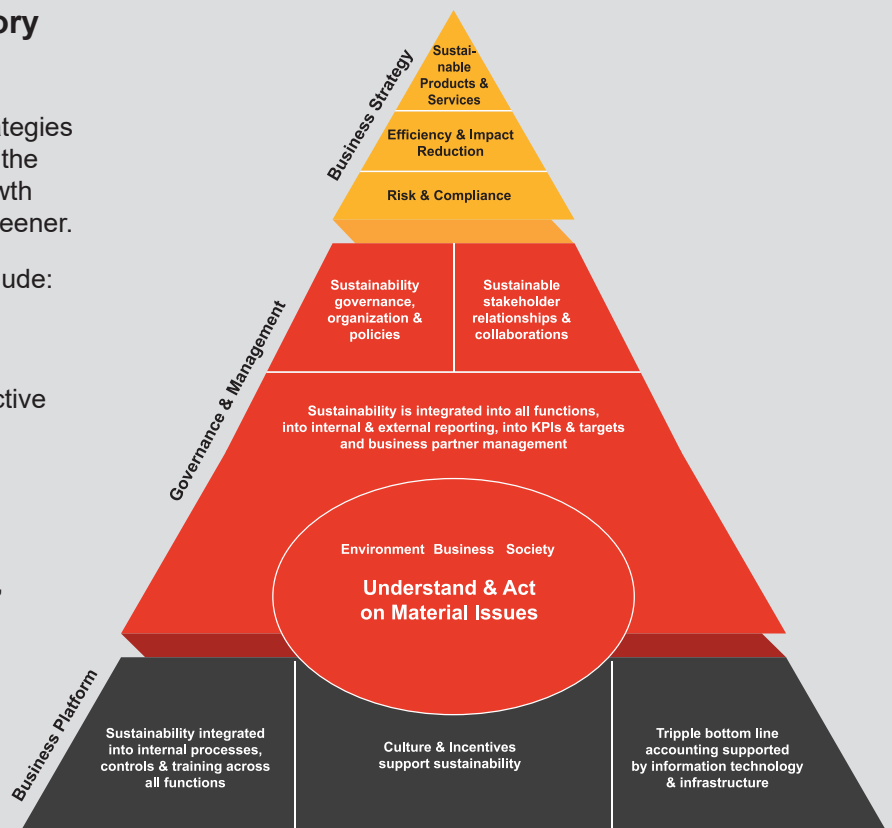 ory
ategies
the
wth
eener.
ude:
ctive
,
Business Strategy
Sustai-
nable
Products &
Services
Efficiency & Impact
Reduction
Risk & Compliance
Governance & Management
Sustainability
governance,
organization &
policies
Sustainable
stakeholder
relationships &
collaborations
Sustainability is integrated into all functions,
into internal & external reporting, into KPIs & targets
and business partner management
Environment Business Society
Understand & Act
on Material Issues
Business Platform
Sustainability integrated
into internal processes,
controls & training across
all functions
Culture & Incentives
support sustainability
Tripple bottom line
accounting supported
by information technology
& infrastructure